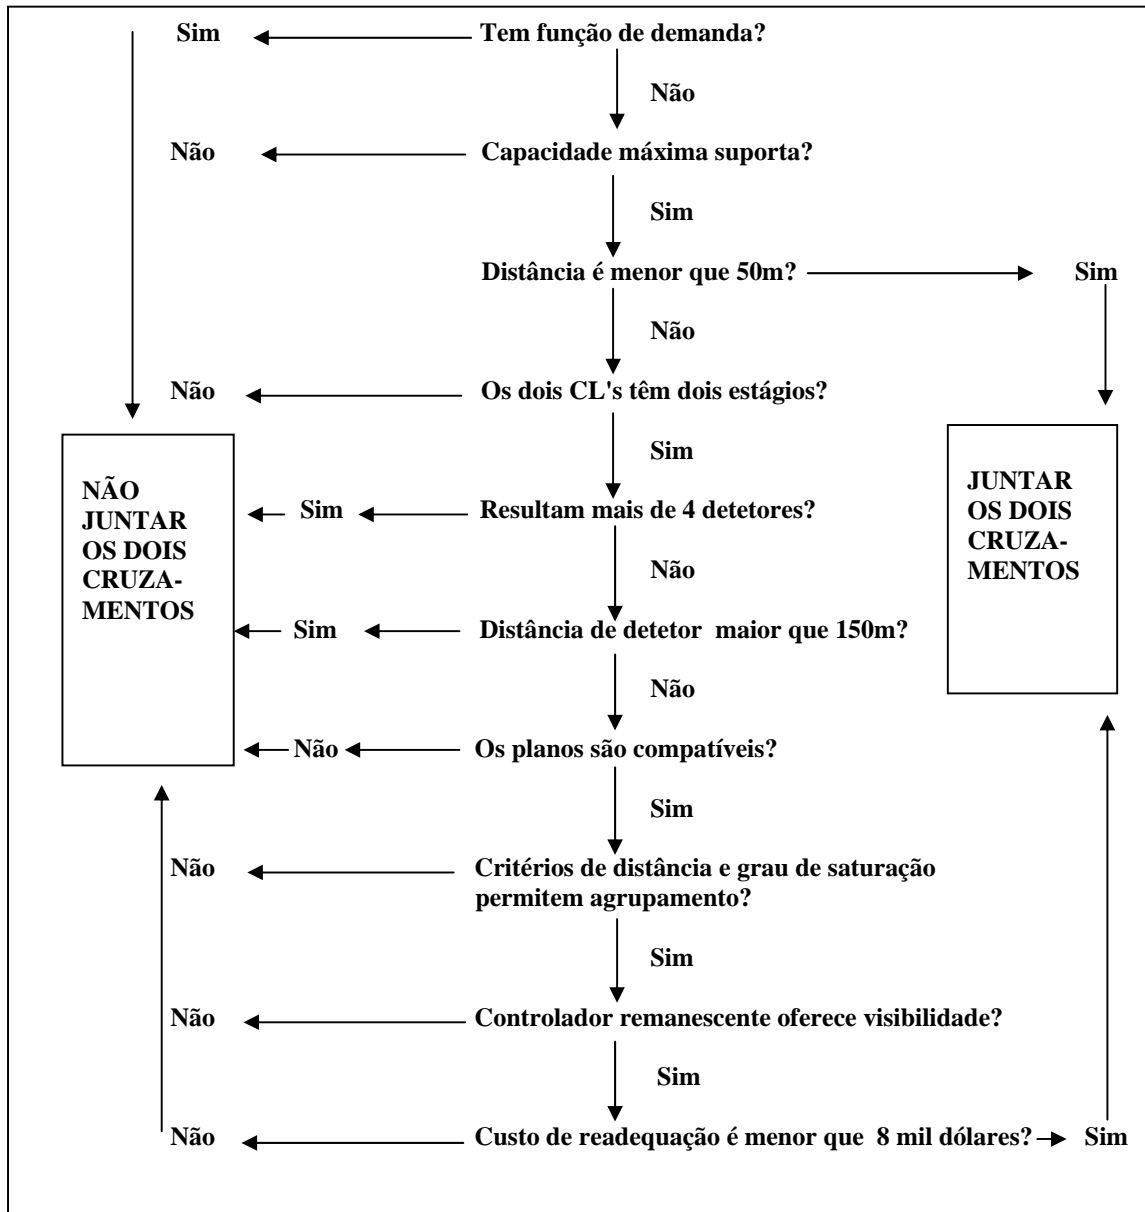 Sim
Tem função de demanda?
Não
Não
Capacidade máxima suporta?
Sim
Distância é menor que 50m?
Sim
Não
Não
Os dois CL's têm dois estágios?
Sim
NÃO
JUNTAR
OS DOIS
CRUZA-
MENTOS
JUNTAR
OS DOIS
CRUZA-
MENTOS
Sim
Resultam mais de 4 detetores?
Não
Sim
Distância de detetor maior que 150m?
Não
Não
Os planos são compatíveis?
Sim
Não
Critérios de distância e grau de saturação
permitem agrupamento?
Sim
Não
Controlador remanescente oferece visibilidade?
Sim
Não
Custo de readequação é menor que 8 mil dólares?
Sim